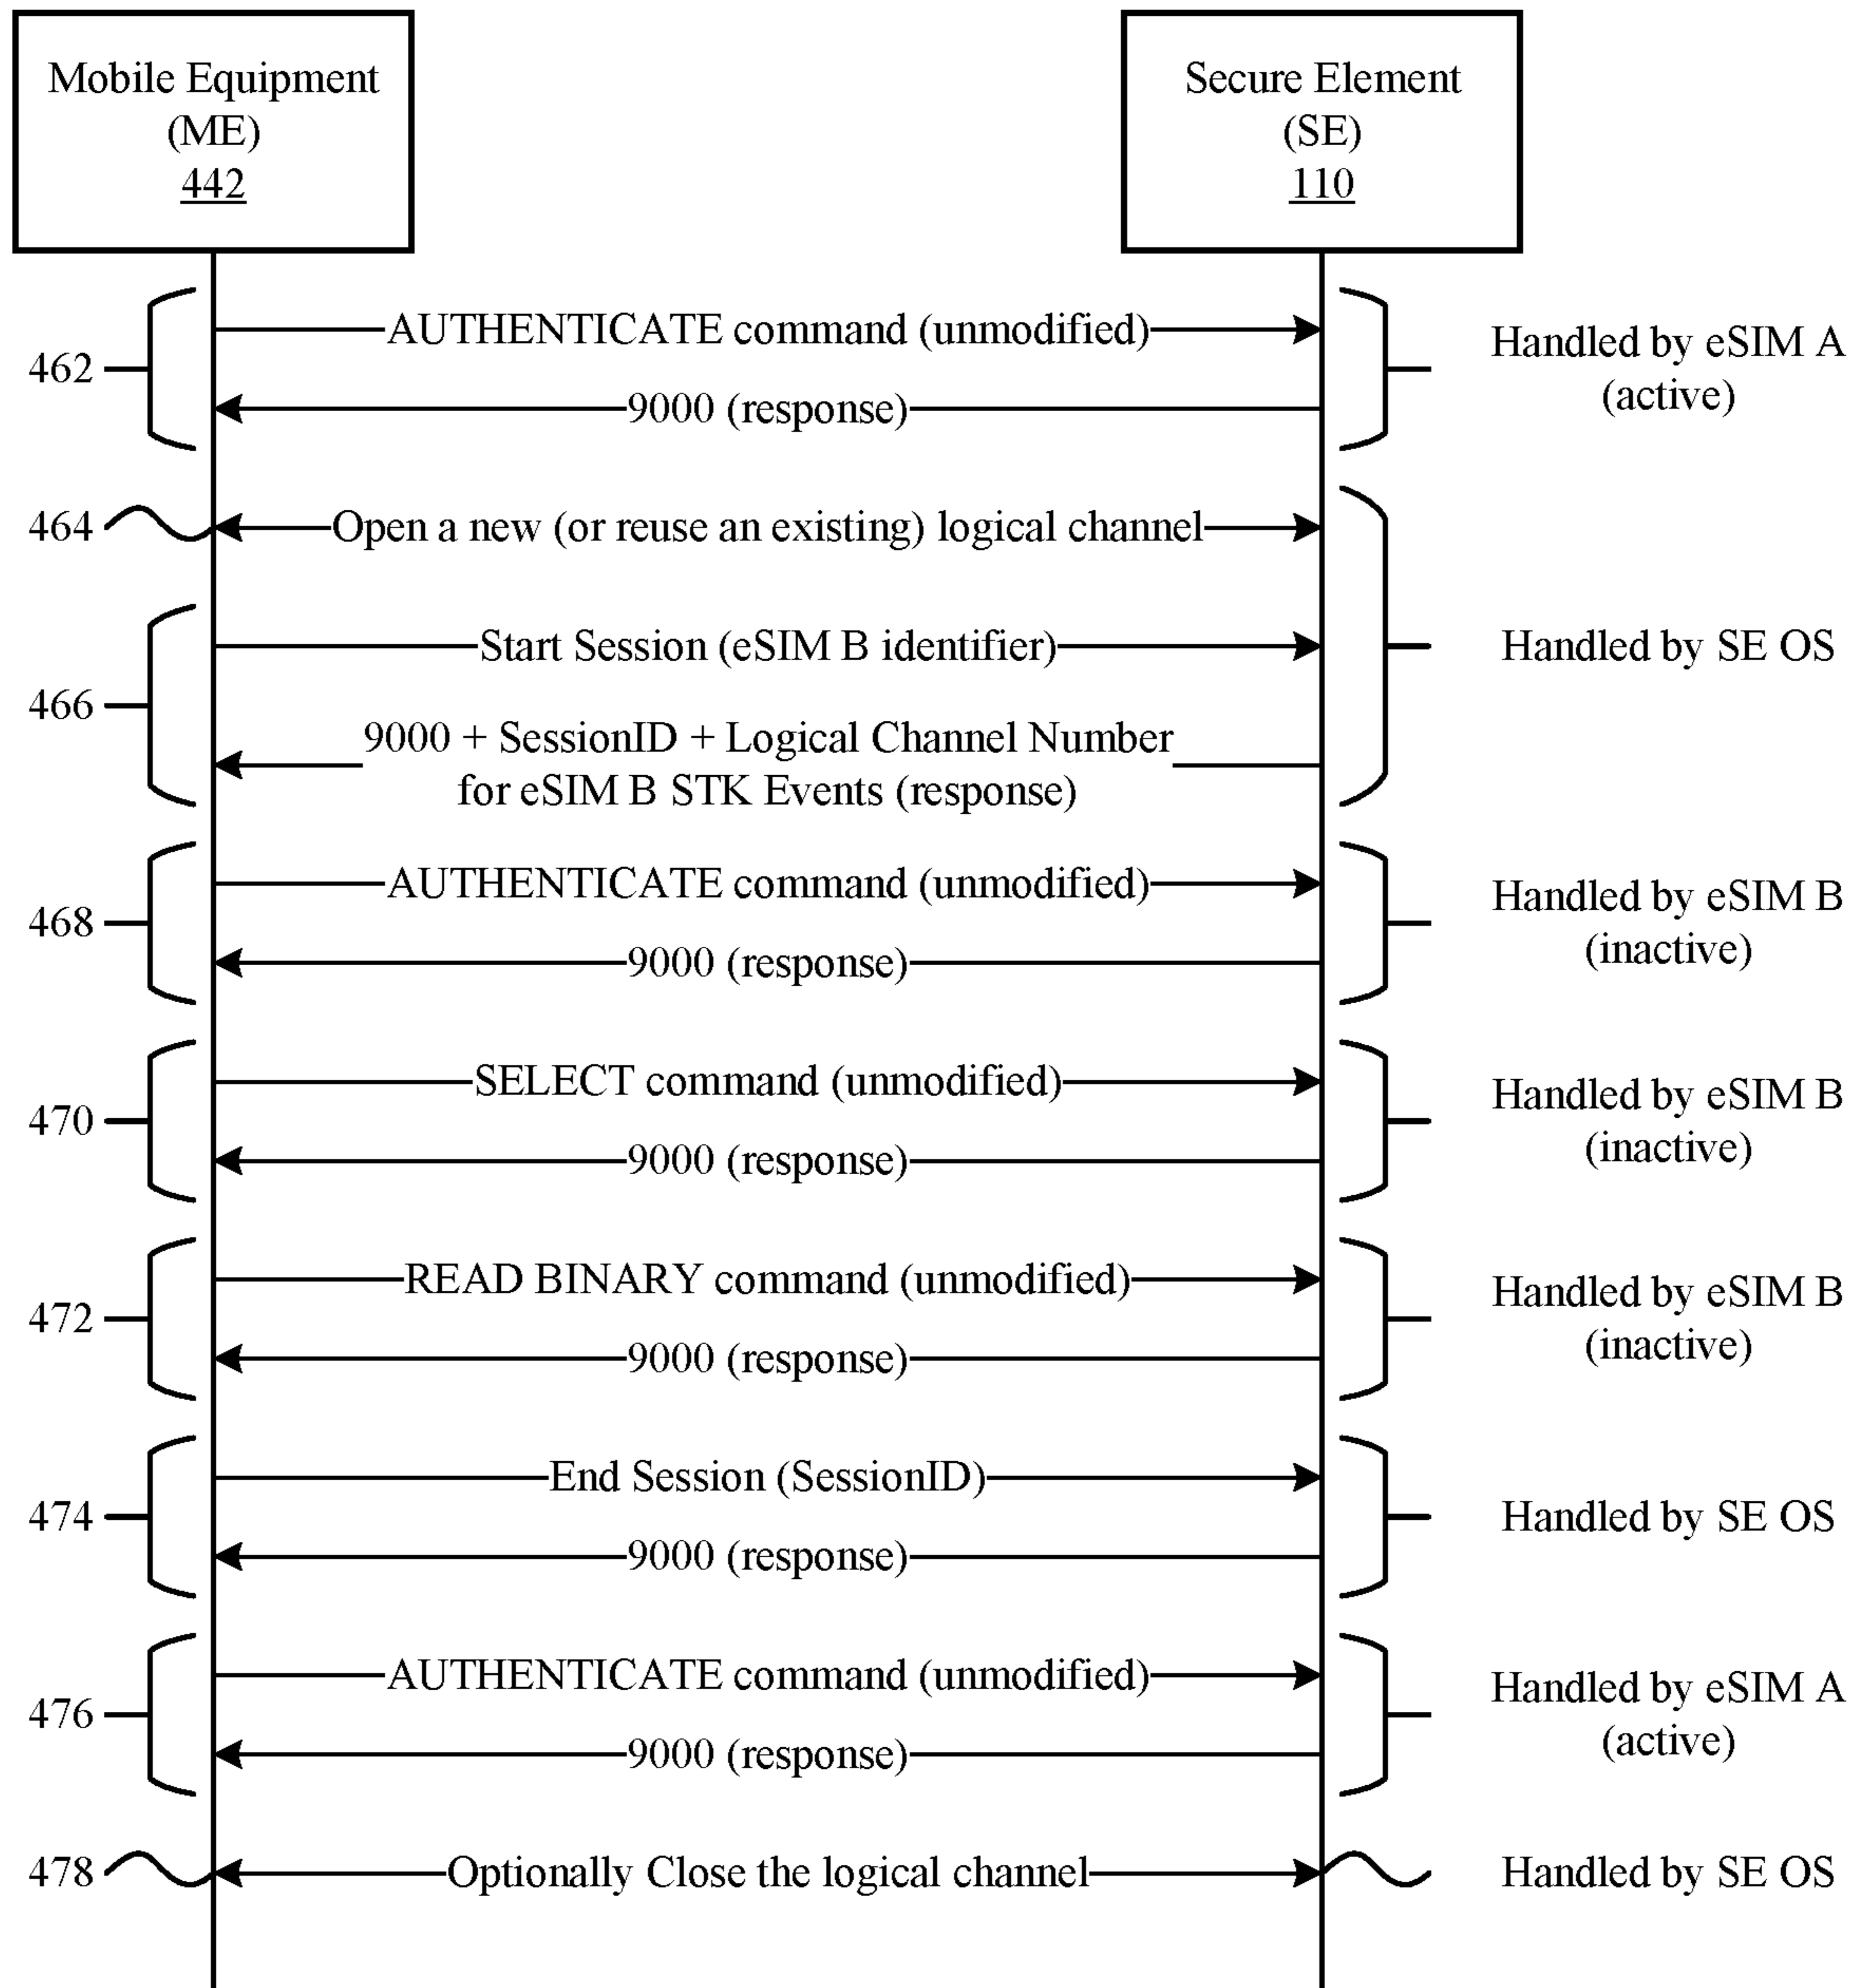 Mobile Equipment
(ME)
442
Secure Element
(SE)
110
462
AUTHENTICATE command (unmodified)
9000 (response)
Handled by eSIM A
(active)
464
Open a new (or reuse an existing) logical channel
466
Start Session (eSIM B identifier)
Handled by SE OS
9000 + SessionID + Logical Channel Number
for eSIM B STK Events (response)
468
AUTHENTICATE command (unmodified)
9000 (response)
Handled by eSIM B
(inactive)
470
SELECT command (unmodified)
9000 (response)
Handled by eSIM B
(inactive)
472
READ BINARY command (unmodified)
9000 (response)
Handled by eSIM B
(inactive)
474
End Session (SessionID)
9000 (response)
Handled by SE OS
476
AUTHENTICATE command (unmodified)
9000 (response)
Handled by eSIM A
(active)
478
Optionally Close the logical channel
Handled by SE OS